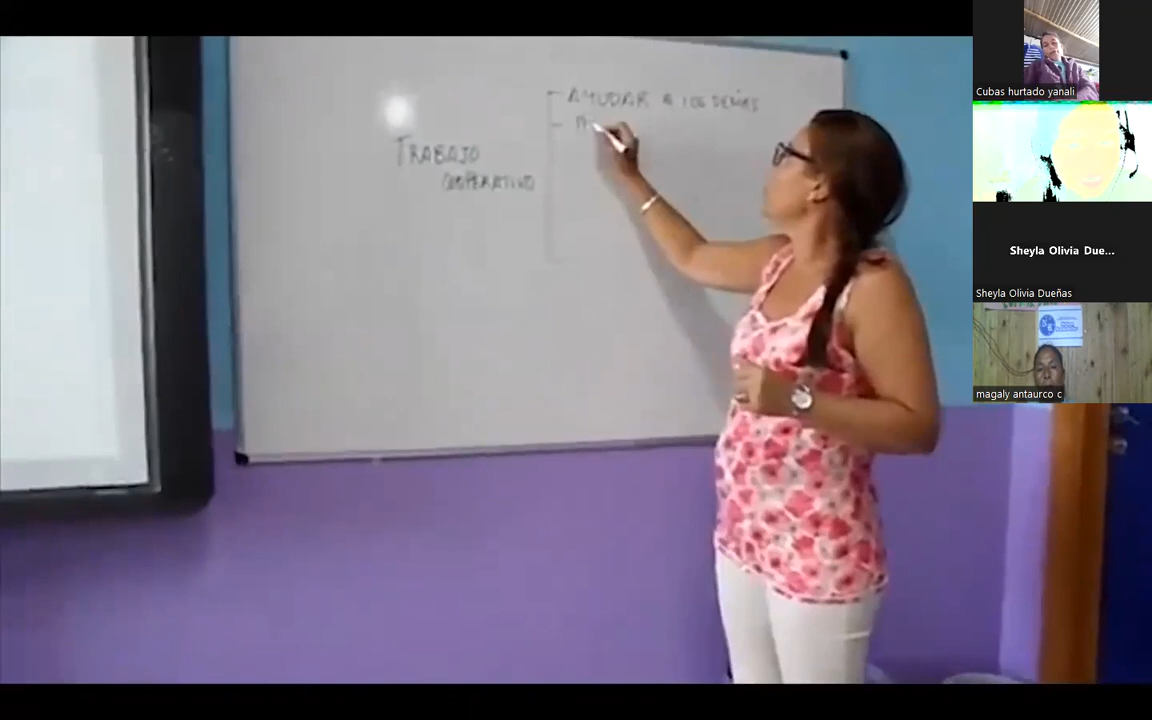 AYUDAR A LOS DEMÁS
TRABAJO
COOPERATIVO
Cubas hurtado yanali
Sheyla Olivia Due...
Sheyla Olivia Dueñas
magaly antaurco c